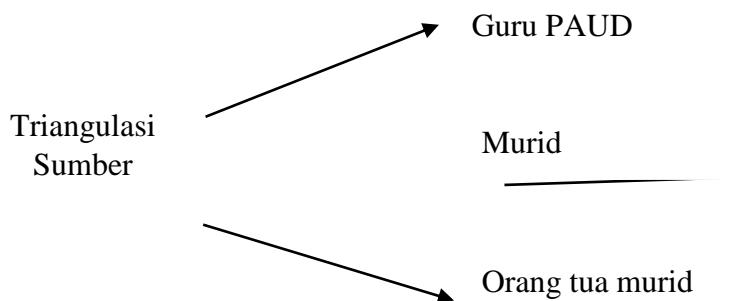 Guru PAUD
Triangulasi
Sumber
Murid
Orang tua murid